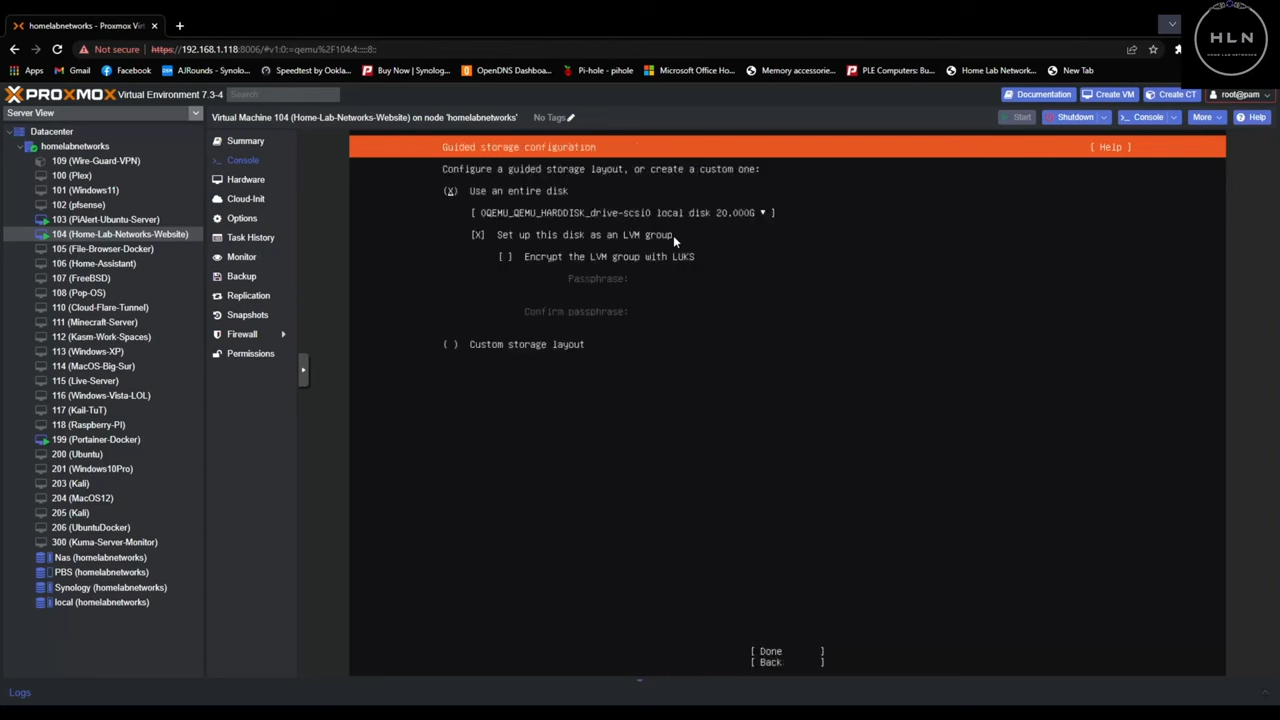 homelabnetworks - Proxmox Virt
HLN
HOME LAB NETWORKS
Not secure https://192.168.1.118:8006/#v1:0:=qemu%2F104:4:::::8::
Apps Gmail Facebook AJRounds - Synolo... Speedtest by Ookla... Buy Now | Synolog... OpenDNS Dashboa... Pi-hole - pihole Microsoft Office Ho... Memory accessorie... PLE Computers: Bu... Home Lab Network... New Tab
PROXMOX Virtual Environment 7.3-4 Search Documentation Create VM Create CT root@pam
Server View Virtual Machine 104 (Home-Lab-Networks-Website) on node 'homelabnetworks' No Tags Start Shutdown Console More Help
Datacenter
homelabnetworks
109 (Wire-Guard-VPN)
100 (Plex)
101 (Windows11)
102 (pfsense)
103 (PiAlert-Ubuntu-Server)
104 (Home-Lab-Networks-Website)
105 (File-Browser-Docker)
106 (Home-Assistant)
107 (FreeBSD)
108 (Pop-OS)
110 (Cloud-Flare-Tunnel)
111 (Minecraft-Server)
112 (Kasm-Work-Spaces)
113 (Windows-XP)
114 (MacOS-Big-Sur)
115 (Live-Server)
116 (Windows-Vista-LOL)
117 (Kail-TuT)
118 (Raspberry-PI)
199 (Portainer-Docker)
200 (Ubuntu)
201 (Windows10Pro)
203 (Kali)
204 (MacOS12)
205 (Kali)
206 (UbuntuDocker)
300 (Kuma-Server-Monitor)
Nas (homelabnetworks)
PBS (homelabnetworks)
Synology (homelabnetworks)
local (homelabnetworks)
Summary
Console
Hardware
Cloud-Init
Options
Task History
Monitor
Backup
Replication
Snapshots
Firewall
Permissions
Guided storage configuration [ Help ]
Configure a guided storage layout, or create a custom one:
(X) Use an entire disk
[ 0QEMU_QEMU_HARDDISK_drive-scsi0 local disk 20.000G ▾ ]
[X] Set up this disk as an LVM group
[ ] Encrypt the LVM group with LUKS
Passphrase:
Confirm passphrase:
( ) Custom storage layout
[ Done ]
[ Back ]
Logs